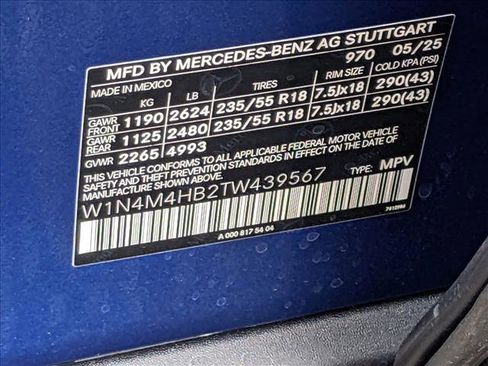 MFD BY MERCEDES-BENZ AG STUTTGART
970 05/25
MADE IN MEXICO
KG LB TIRES RIM SIZE COLD KPA(PSI)
GAWR FRONT 1190 2624 235/55 R18 7.5Jx18 290(43)
GAWR REAR 1125 2480 235/55 R18 7.5Jx18 290(43)
GVWR 2265 4993
THIS VEHICLE CONFORMS TO ALL APPLICABLE FEDERAL MOTOR VEHICLE
SAFETY STANDARDS IN EFFECT ON THE DATE OF MANUFACTURE SHOWN ABOVE.
W1N4M4HB2TW439567 TYPE: MPV
A 000 817 54 04